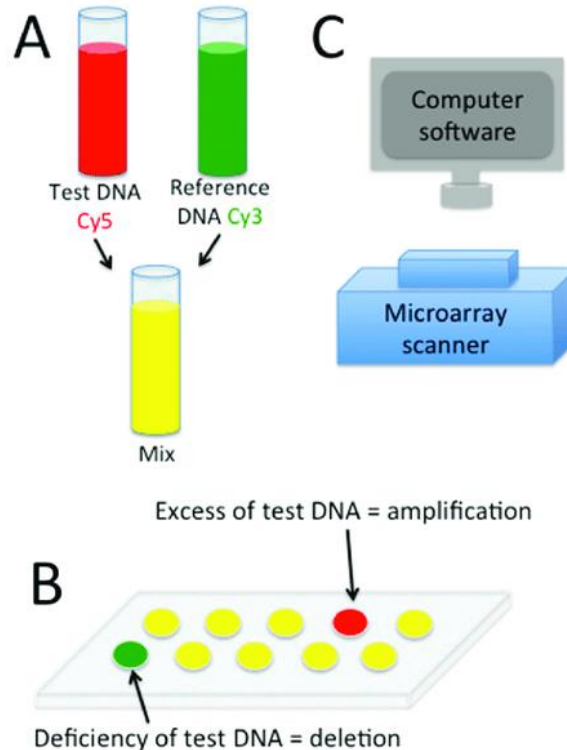 A
Test DNA
Cy5
Reference
DNA Cy3
Mix
C
Computer
software
Microarray
scanner
Excess of test DNA = amplification
B
Deficiency of test DNA = deletion